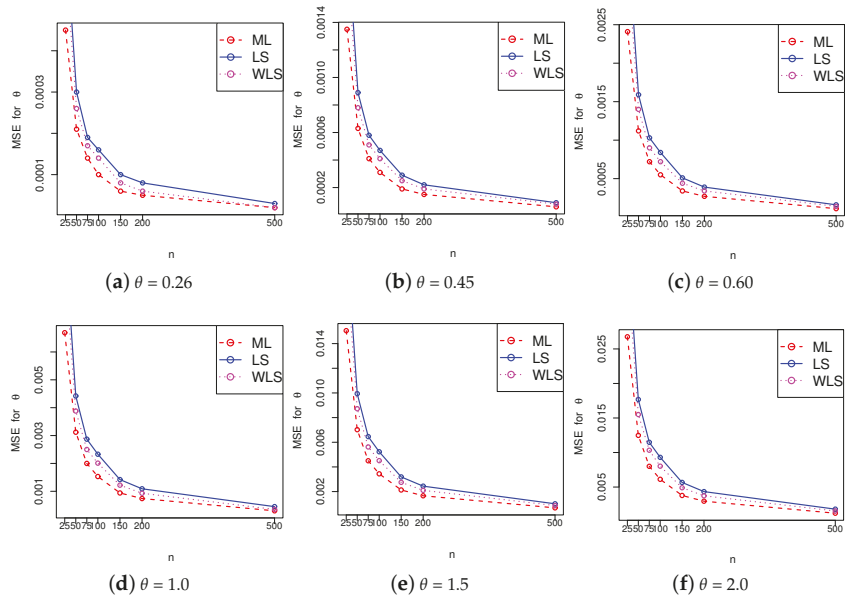 MSE for θ
0.0001
0.0003
ML
LS
WLS
25 50 75 100 150 200 500
n
(a) θ = 0.26
MSE for θ
0.0002
0.0006
0.0010
0.0014
ML
LS
WLS
25 50 75 100 150 200 500
n
(b) θ = 0.45
MSE for θ
0.0005
0.0015
0.0025
ML
LS
WLS
25 50 75 100 150 200 500
n
(c) θ = 0.60
MSE for θ
0.001
0.003
0.005
ML
LS
WLS
25 50 75 100 150 200 500
n
(d) θ = 1.0
MSE for θ
0.002
0.006
0.010
0.014
ML
LS
WLS
25 50 75 100 150 200 500
n
(e) θ = 1.5
MSE for θ
0.005
0.015
0.025
ML
LS
WLS
25 50 75 100 150 200 500
n
(f) θ = 2.0